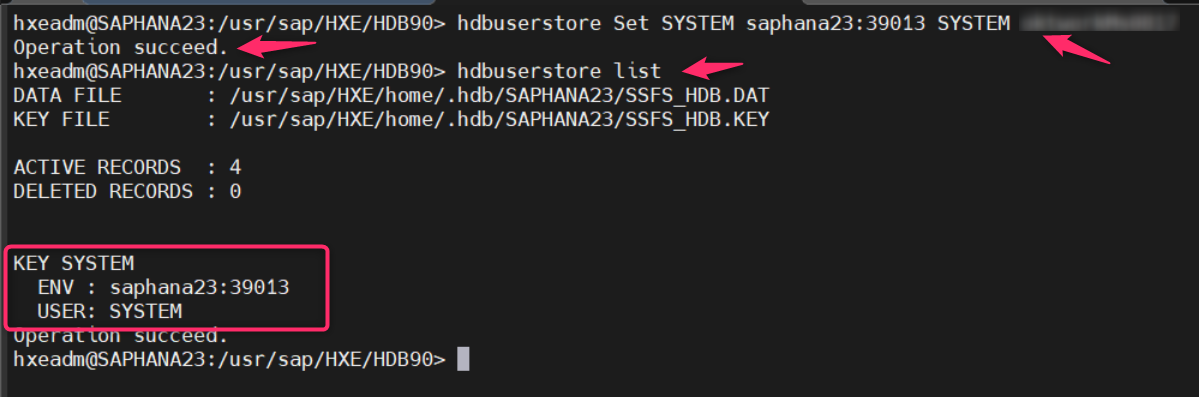 hxeadm@SAPHANA23:/usr/sap/HXE/HDB90> hdbuserstore Set SYSTEM saphana23:39013 SYSTEM
Operation succeed.
hxeadm@SAPHANA23:/usr/sap/HXE/HDB90> hdbuserstore list
DATA FILE       : /usr/sap/HXE/home/.hdb/SAPHANA23/SSFS_HDB.DAT
KEY FILE        : /usr/sap/HXE/home/.hdb/SAPHANA23/SSFS_HDB.KEY
ACTIVE RECORDS  : 4
DELETED RECORDS : 0
KEY SYSTEM
  ENV : saphana23:39013
  USER: SYSTEM
Operation succeed.
hxeadm@SAPHANA23:/usr/sap/HXE/HDB90>